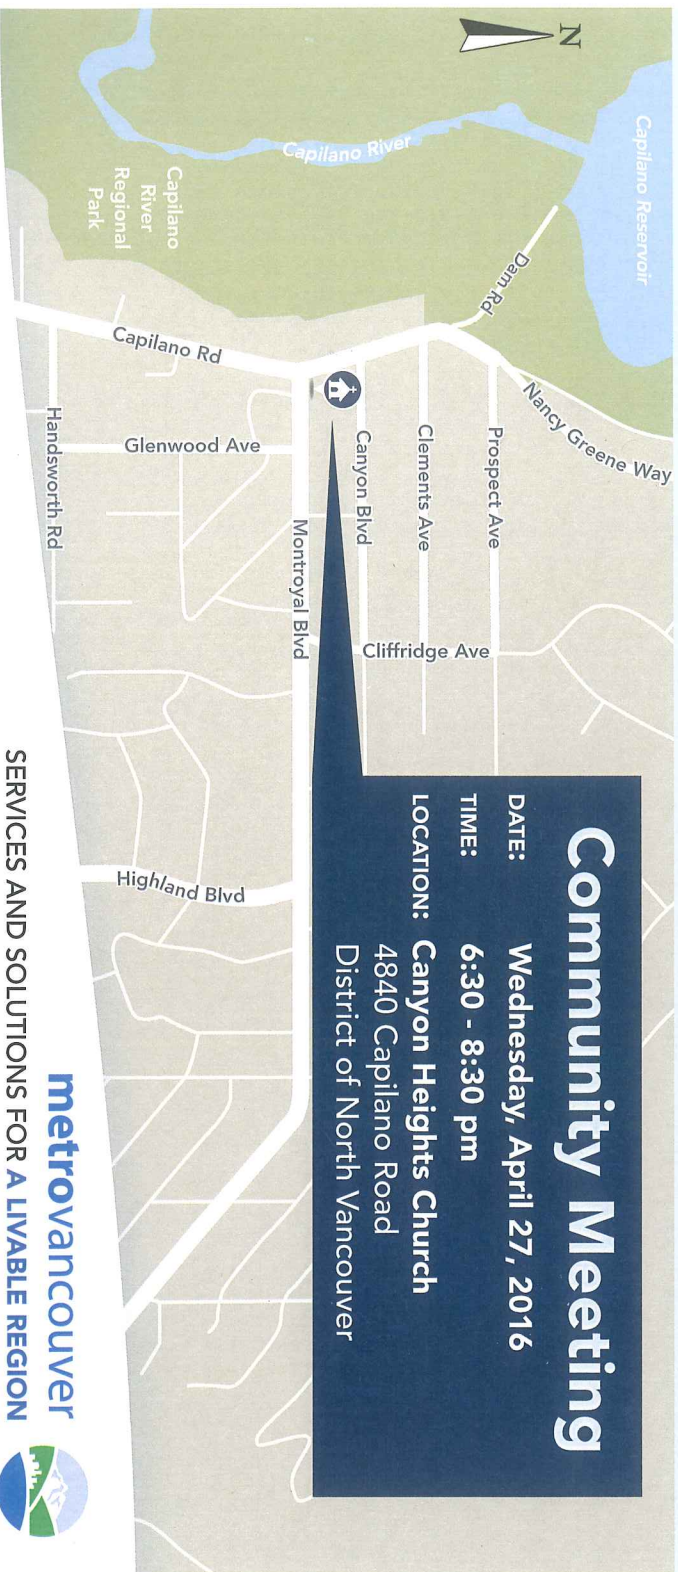 Community Meeting
DATE: Wednesday, April 27, 2016
TIME: 6:30 - 8:30 pm
LOCATION: Canyon Heights Church
4840 Capilano Road
District of North Vancouver
N
Capilano Reservoir
Capilano River
Capilano
River
Regional
Park
Dam Rd
Nancy Greene Way
Prospect Ave
Clements Ave
Canyon Blvd
Cliffridge Ave
Capilano Rd
Glenwood Ave
Montroyal Blvd
Handsworth Rd
Highland Blvd
metrovancouver
SERVICES AND SOLUTIONS FOR A LIVABLE REGION